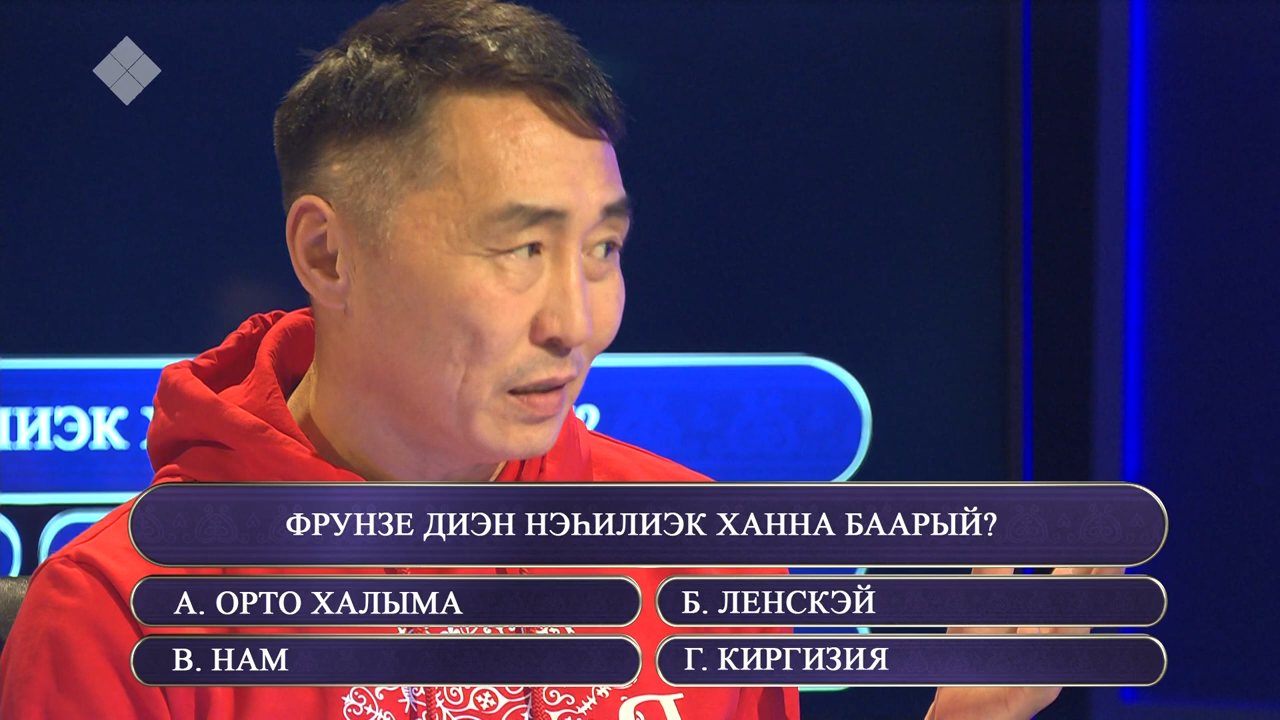 ФРУНЗЕ ДИЭН НЭҺИЛИЭК ХАННА БААРЫЙ?
А. ОРТО ХАЛЫМА
Б. ЛЕНСКЭЙ
В. НАМ
Г. КИРГИЗИЯ